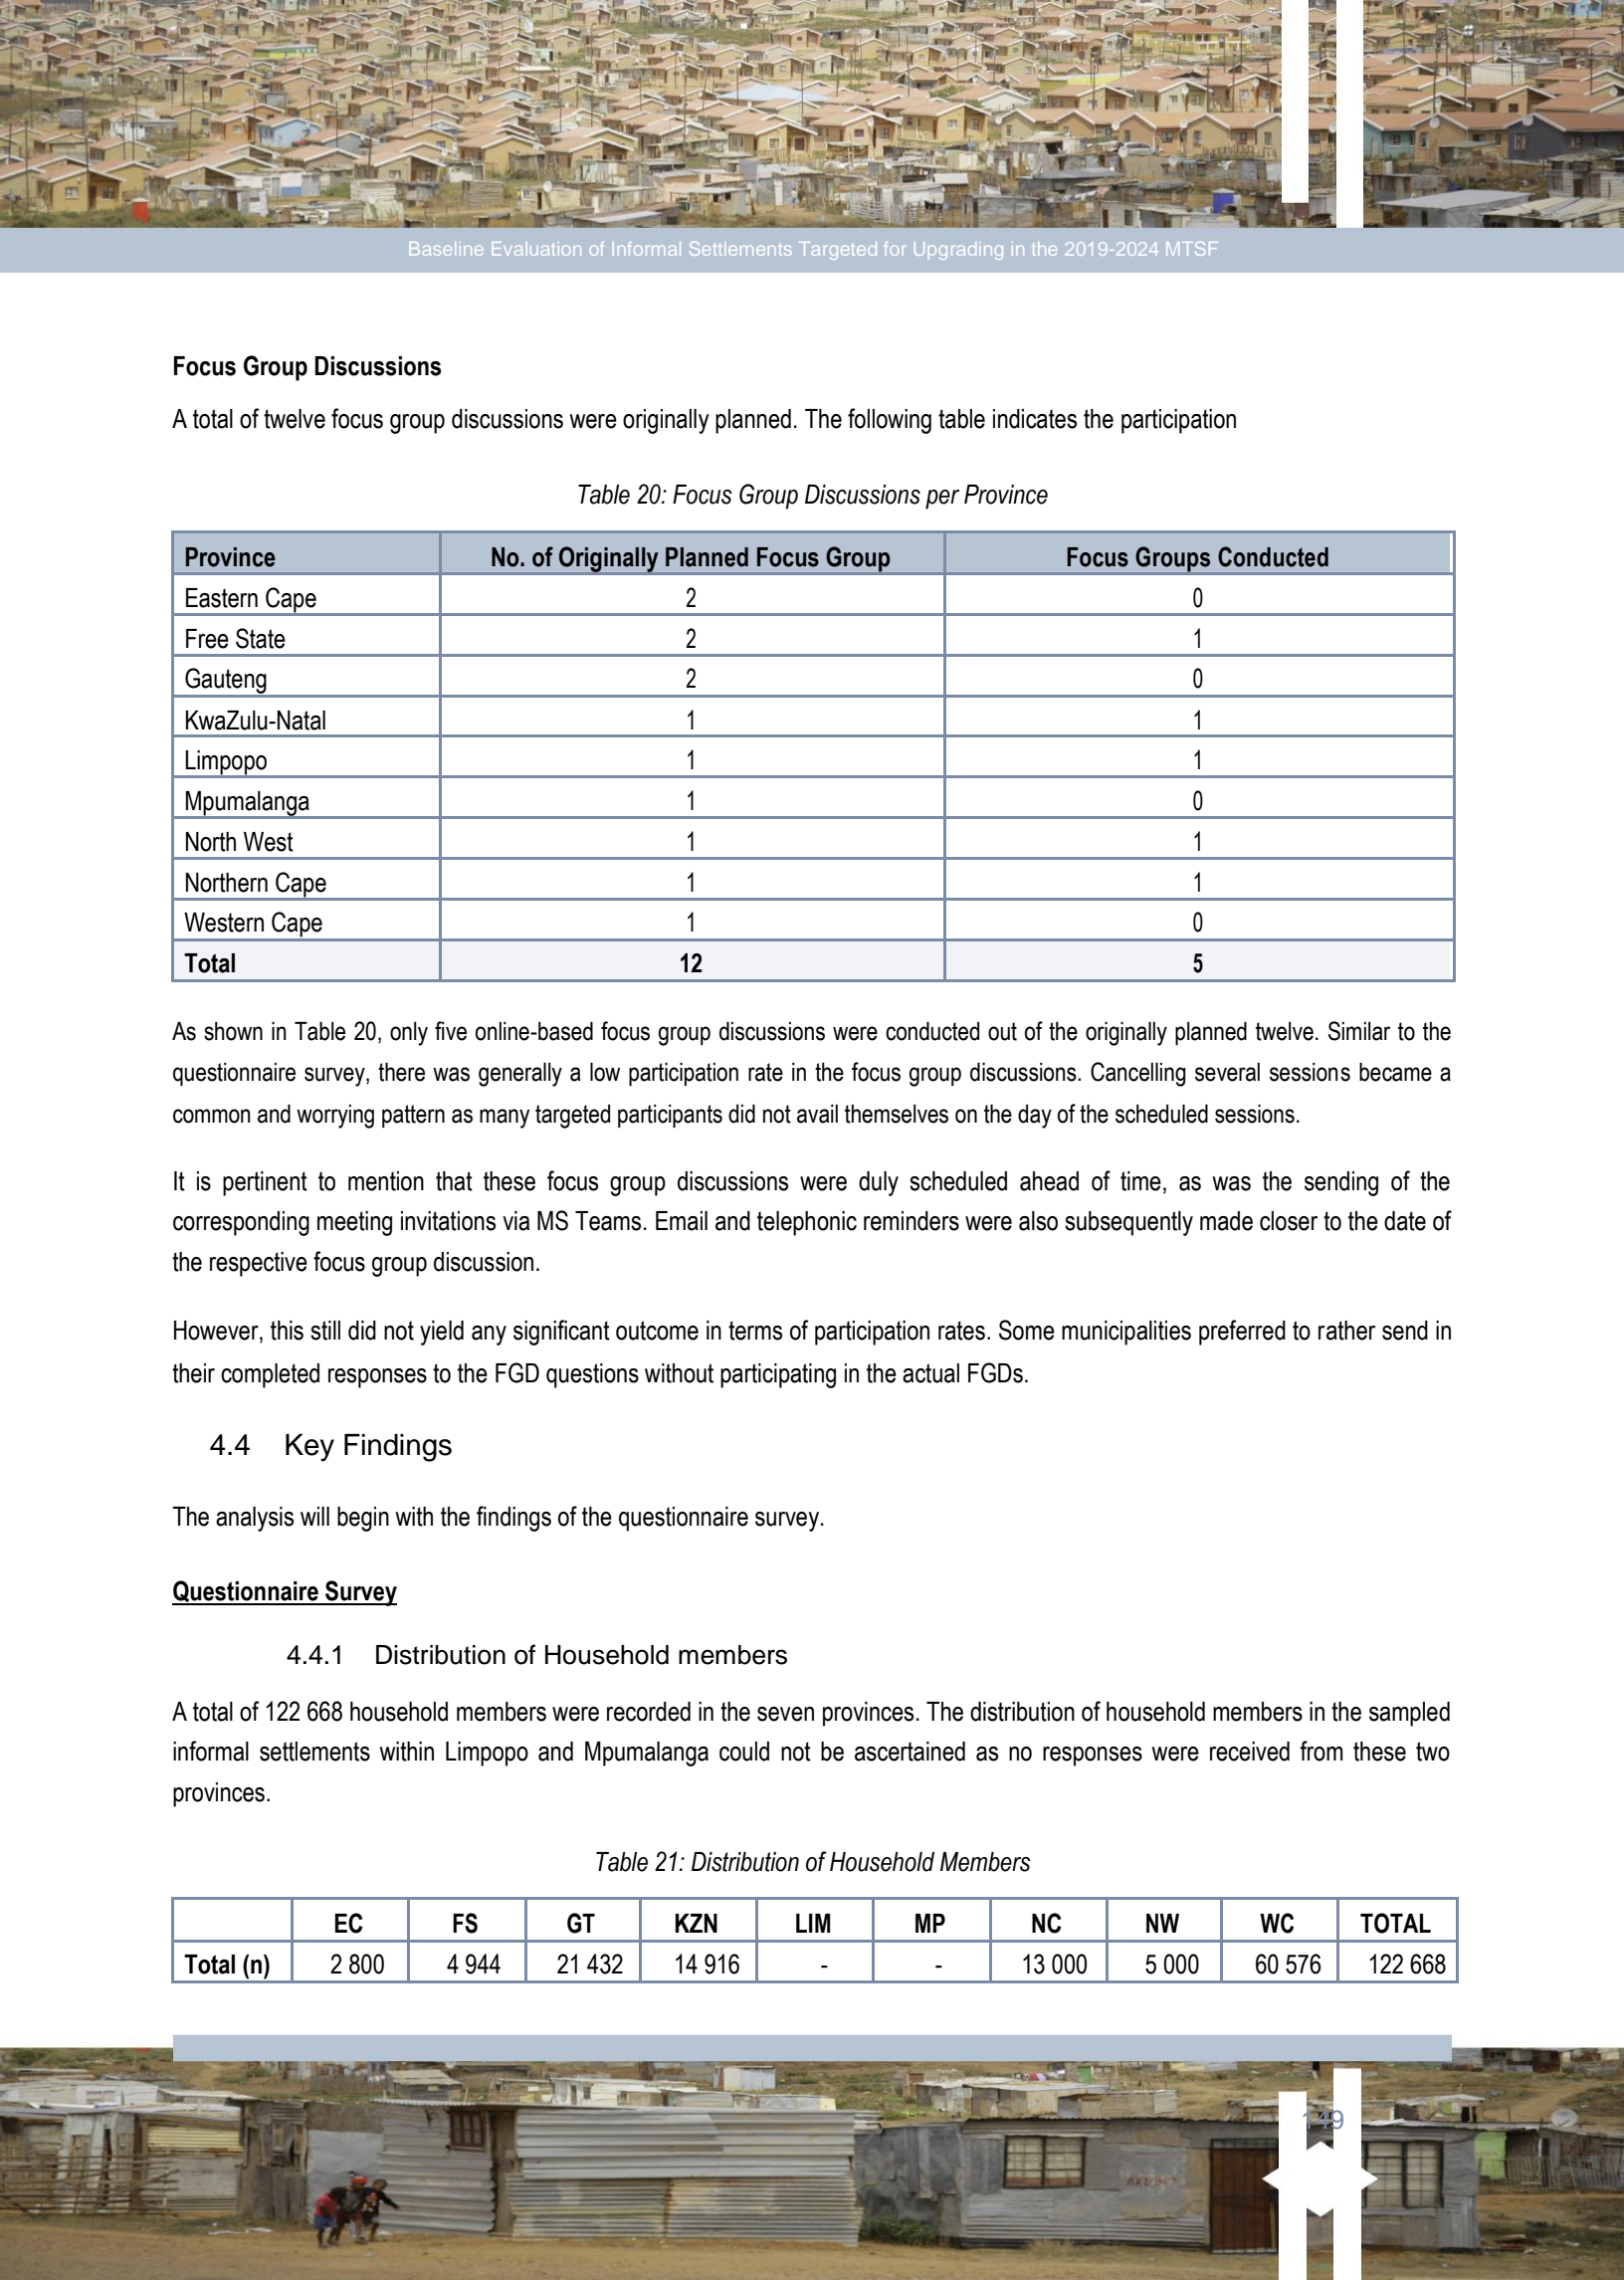 Baseline Evaluation of Informal Settlements Targeted for Upgrading in the 2019-2024 MTSF
Focus Group Discussions
A total of twelve focus group discussions were originally planned. The following table indicates the participation
Table 20: Focus Group Discussions per Province
Province No. of Originally Planned Focus Group Focus Groups Conducted
Eastern Cape 2 0
Free State 2 1
Gauteng 2 0
KwaZulu-Natal 1 1
Limpopo 1 1
Mpumalanga 1 0
North West 1 1
Northern Cape 1 1
Western Cape 1 0
Total 12 5
As shown in Table 20, only five online-based focus group discussions were conducted out of the originally planned twelve. Similar to the
questionnaire survey, there was generally a low participation rate in the focus group discussions. Cancelling several sessions became a
common and worrying pattern as many targeted participants did not avail themselves on the day of the scheduled sessions.
It is pertinent to mention that these focus group discussions were duly scheduled ahead of time, as was the sending of the
corresponding meeting invitations via MS Teams. Email and telephonic reminders were also subsequently made closer to the date of
the respective focus group discussion.
However, this still did not yield any significant outcome in terms of participation rates. Some municipalities preferred to rather send in
their completed responses to the FGD questions without participating in the actual FGDs.
4.4 Key Findings
The analysis will begin with the findings of the questionnaire survey.
Questionnaire Survey
4.4.1 Distribution of Household members
A total of 122 668 household members were recorded in the seven provinces. The distribution of household members in the sampled
informal settlements within Limpopo and Mpumalanga could not be ascertained as no responses were received from these two
provinces.
Table 21: Distribution of Household Members
EC FS GT KZN LIM MP NC NW WC TOTAL
Total (n) 2 800 4 944 21 432 14 916 - - 13 000 5 000 60 576 122 668
149